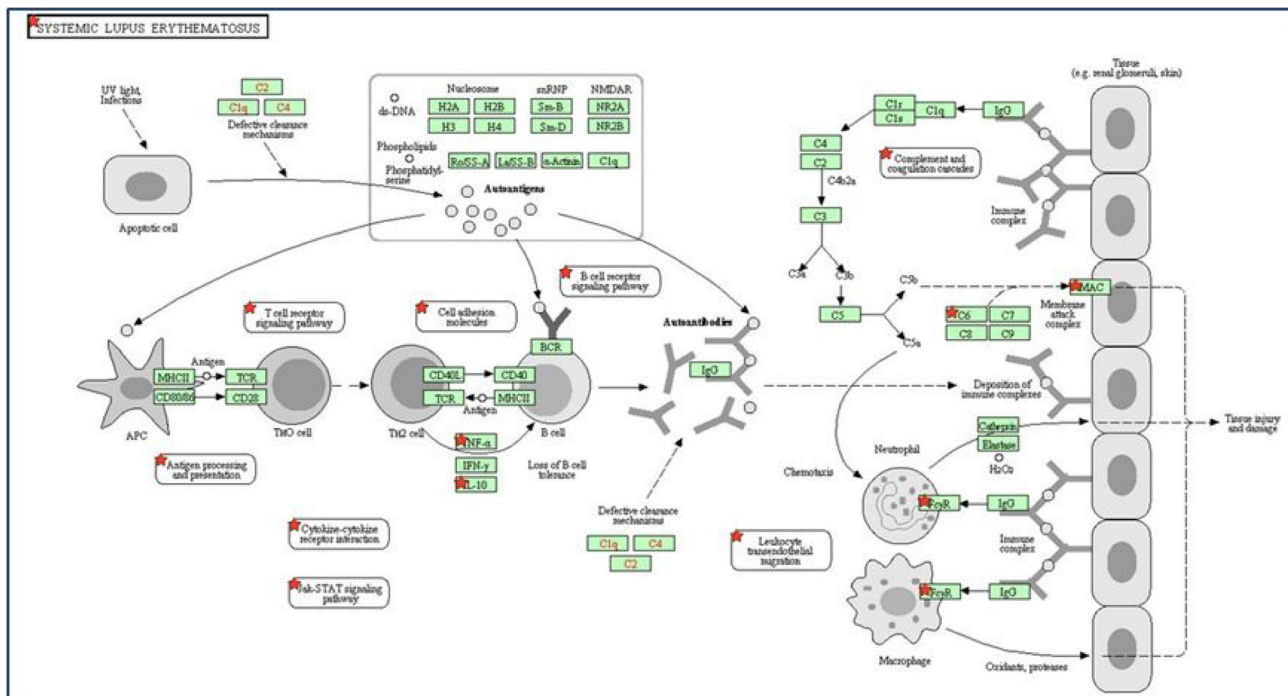 SYSTEMIC LUPUS ERYTHEMATOSUS
UV light,
Infections
C2
C1q
C4
Defective clearance
mechanisms
Apoptotic cell
Nucleosome
snRNP
NMDAR
ds-DNA
H2A
H2B
Sm-B
NR2A
H3
H4
Sm-D
NR2B
Phospholipids
Phosphatidyl-
serine
Ro/SS-A
La/SS-B
α-Actinin
C1q
Autoantigens
Tissue
(e.g. renal glomeruli, skin)
C1r
C1s
C1q
IgG
C4
C2
C4b2a
Complement and
coagulation cascades
Immune
complex
C3
C3a
C3b
C5
C5b
C5a
C6
C7
C8
C9
MAC
Membrane
attack
complex
T cell receptor
signaling pathway
Cell adhesion
molecules
B cell receptor
signaling pathway
Autoantibodies
IgG
BCR
MHCII
Antigen
TCR
CD80/86
CD28
APC
TH0 cell
CD40L
CD40
TCR
Antigen
MHCII
TH2 cell
B cell
TNF-α
IFN-γ
IL-10
Loss of B cell
tolerance
Antigen processing
and presentation
Cytokine-cytokine
receptor interaction
Jak-STAT signaling
pathway
Defective clearance
mechanisms
C1q
C4
C2
Leukocyte
transendothelial
migration
Deposition of
immune complexes
Tissue injury
and damage
Chemotaxis
Neutrophil
Cathepsin
Elastase
H2O2
FcγR
IgG
Immune
complex
FcγR
IgG
Macrophage
Oxidants, proteases